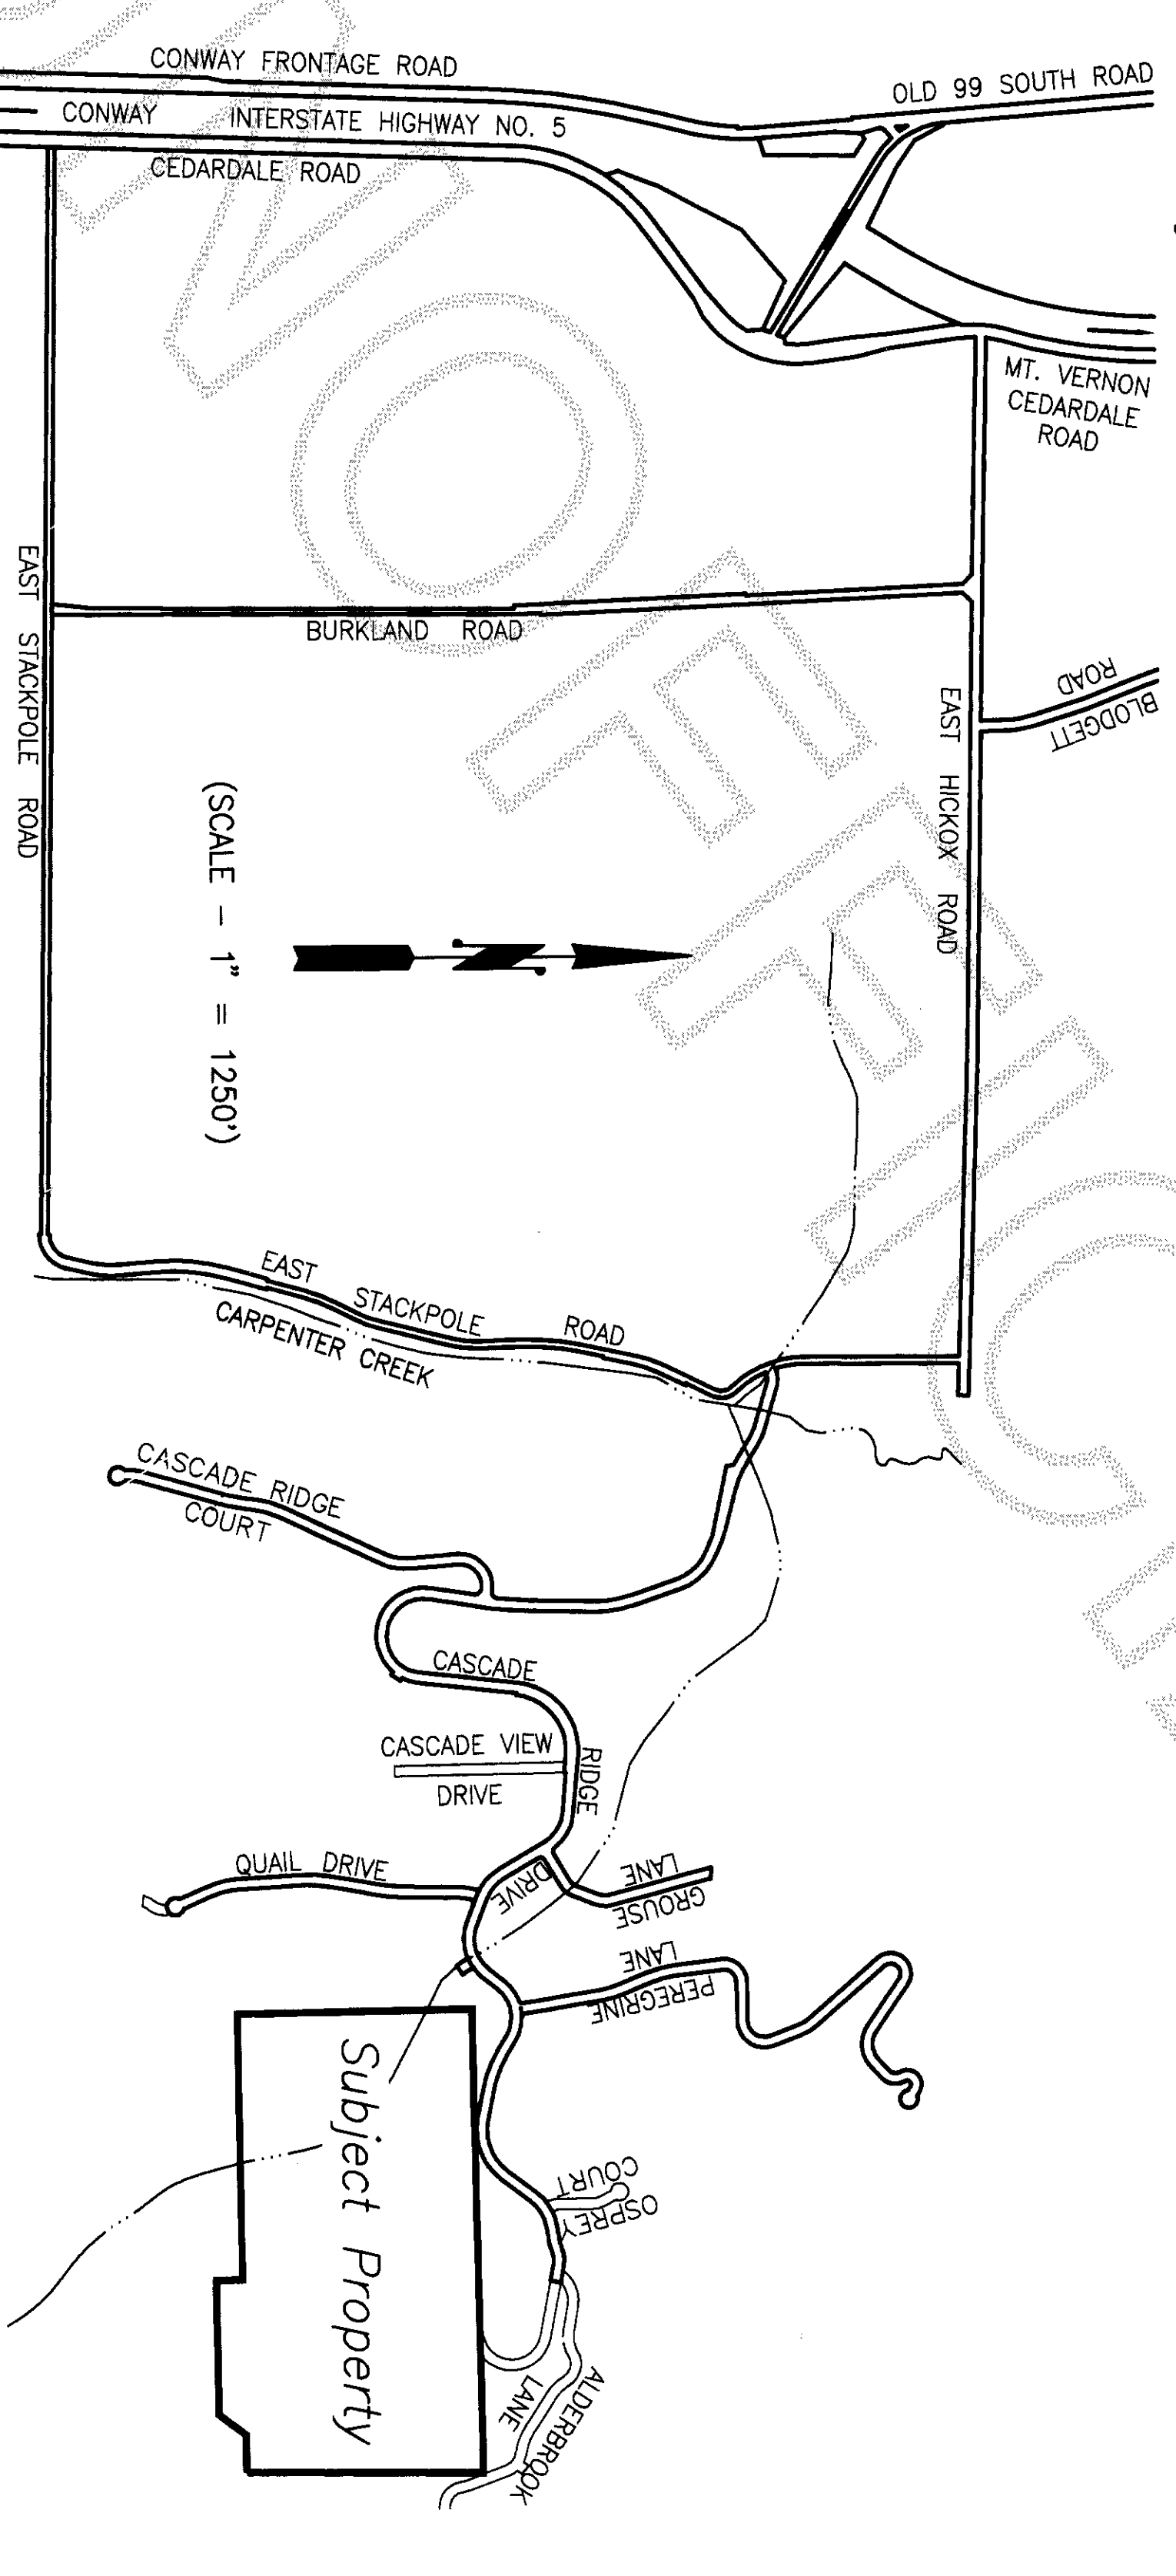 CONWAY FRONTAGE ROAD
OLD 99 SOUTH ROAD
CONWAY
INTERSTATE HIGHWAY NO. 5
CEDARDALE ROAD
MT. VERNON
CEDARDALE
ROAD
EAST STACKPOLE ROAD
BURKLAND ROAD
BLODGETT
ROAD
EAST HICKOX ROAD
(SCALE - 1" = 1250')
N
EAST STACKPOLE ROAD
CARPENTER CREEK
CASCADE RIDGE
COURT
CASCADE RIDGE DRIVE
CASCADE VIEW
DRIVE
QUAIL DRIVE
GROUSE
LANE
PEREGRINE
LANE
Subject Property
OSPREY
COURT
ALDERBROOK
LANE
UNOFFICIAL